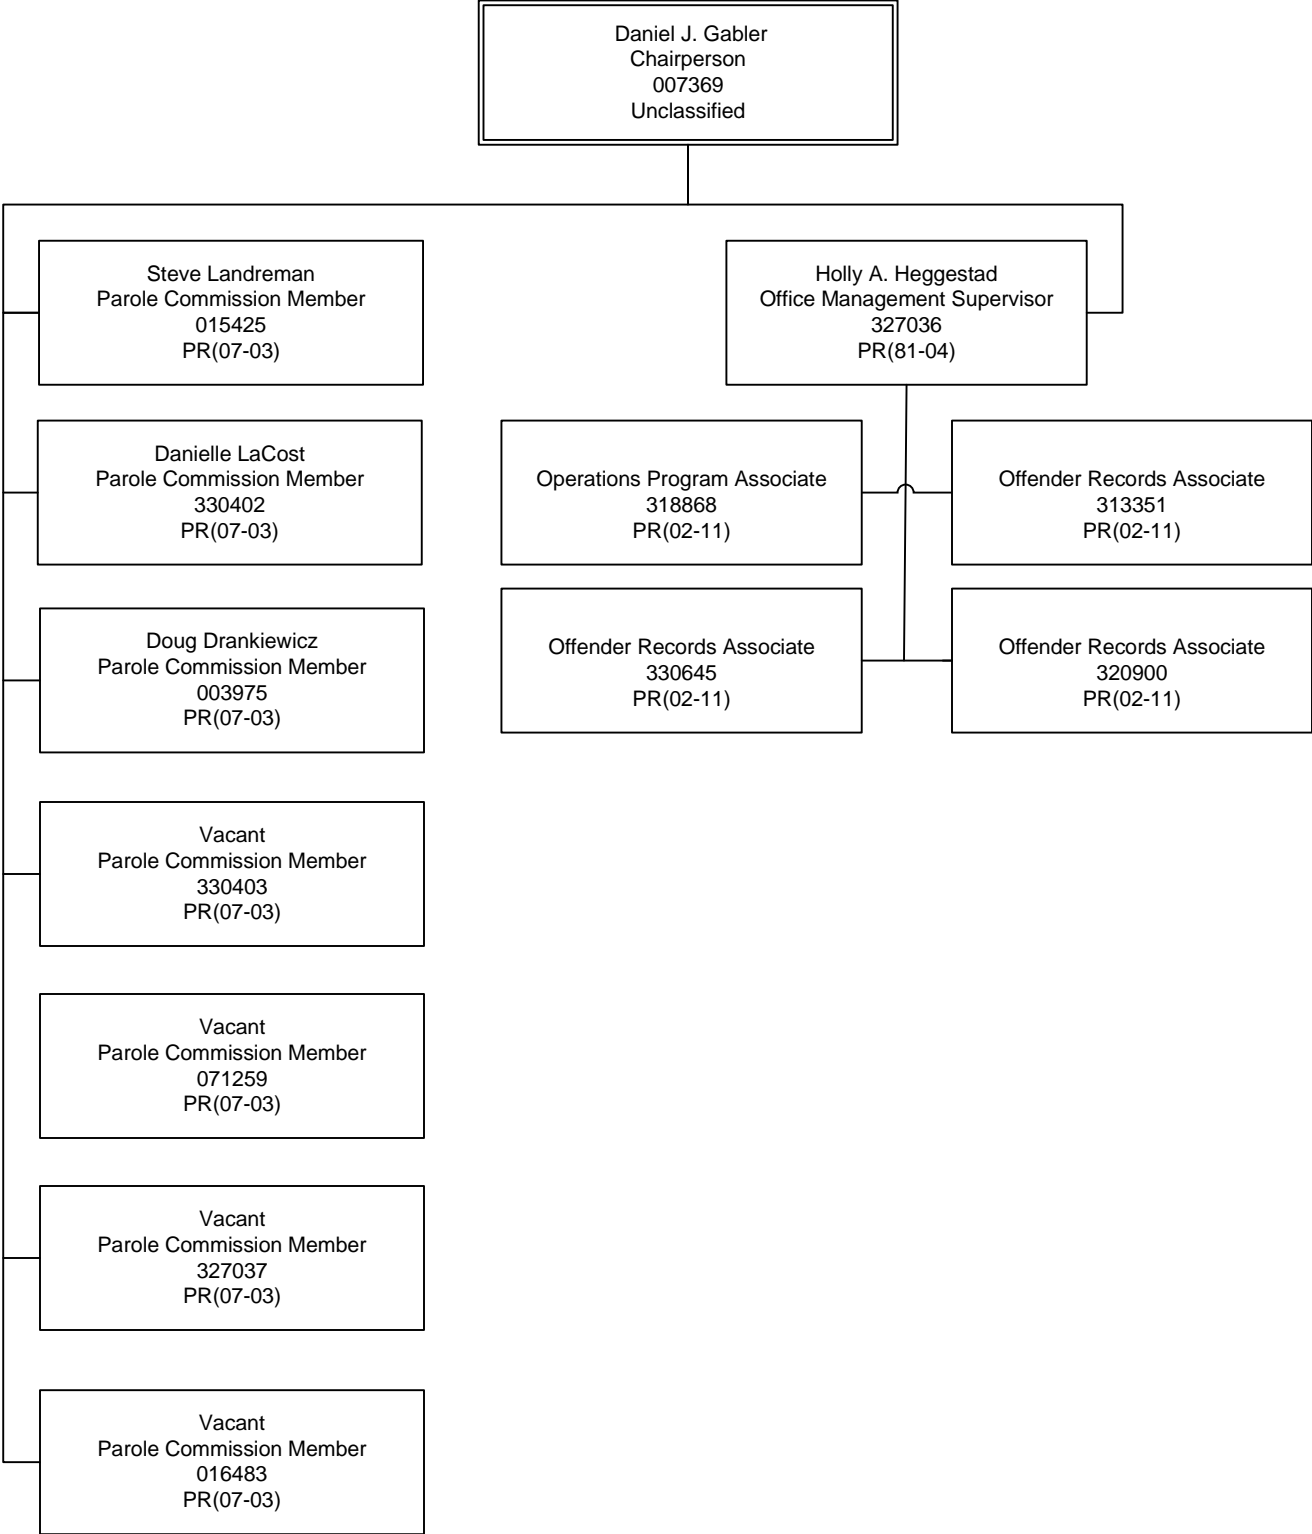 Daniel J. Gabler
Chairperson
007369
Unclassified
Steve Landreman
Parole Commission Member
015425
PR(07-03)
Holly A. Heggestad
Office Management Supervisor
327036
PR(81-04)
Danielle LaCost
Parole Commission Member
330402
PR(07-03)
Operations Program Associate
318868
PR(02-11)
Offender Records Associate
313351
PR(02-11)
Doug Drankiewicz
Parole Commission Member
003975
PR(07-03)
Offender Records Associate
330645
PR(02-11)
Offender Records Associate
320900
PR(02-11)
Vacant
Parole Commission Member
330403
PR(07-03)
Vacant
Parole Commission Member
071259
PR(07-03)
Vacant
Parole Commission Member
327037
PR(07-03)
Vacant
Parole Commission Member
016483
PR(07-03)